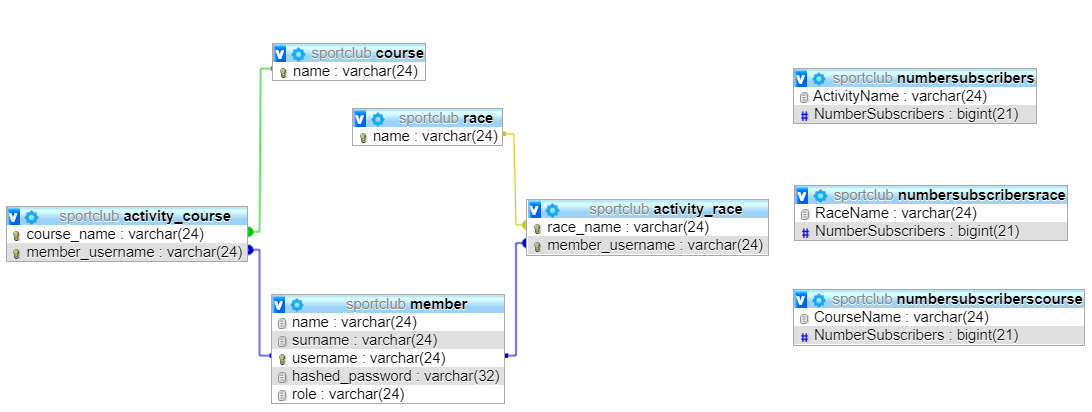 sportclub course
name : varchar(24)
sportclub race
name : varchar(24)
sportclub activity_course
course_name : varchar(24)
member_username : varchar(24)
sportclub activity_race
race_name : varchar(24)
member_username : varchar(24)
sportclub member
name : varchar(24)
surname : varchar(24)
username : varchar(24)
hashed_password : varchar(32)
role : varchar(24)
sportclub numbersubscribers
ActivityName : varchar(24)
# NumberSubscribers : bigint(21)
sportclub numbersubscribersrace
RaceName : varchar(24)
# NumberSubscribers : bigint(21)
sportclub numbersubscriberscourse
CourseName : varchar(24)
# NumberSubscribers : bigint(21)